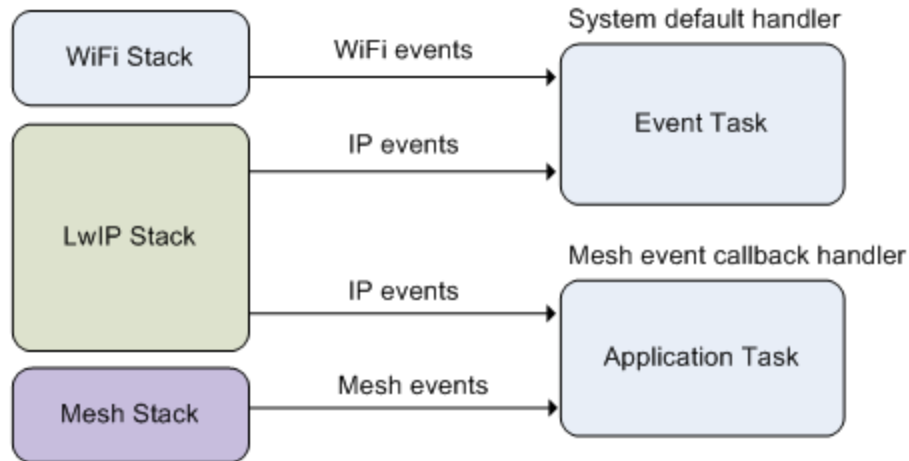 System default handler
WiFi Stack
WiFi events
Event Task
IP events
LwIP Stack
Mesh event callback handler
IP events
Application Task
Mesh events
Mesh Stack